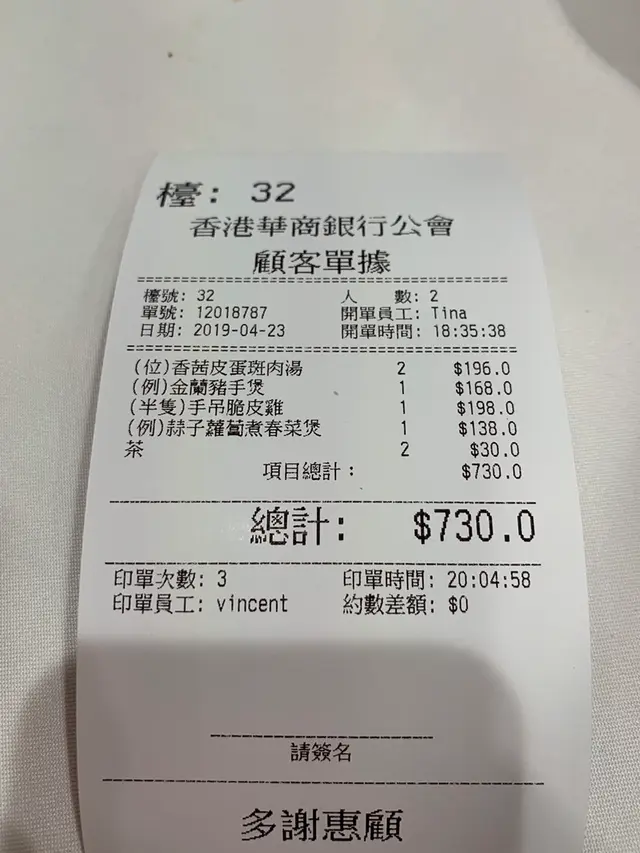 檯: 32
香港華商銀行公會
顧客單據
檯號: 32 人 數: 2
單號: 12018787 開單員工: Tina
日期: 2019-04-23 開單時間: 18:35:38
(位)香茜皮蛋斑肉湯 2 $196.0
(例)金蘭豬手煲 1 $168.0
(半隻)手吊脆皮雞 1 $198.0
(例)蒜子蘿蔔煮春菜煲 1 $138.0
茶 2 $30.0
項目總計: $730.0
總計: $730.0
印單次數: 3 印單時間: 20:04:58
印單員工: vincent 約數差額: $0
請簽名
多謝惠顧